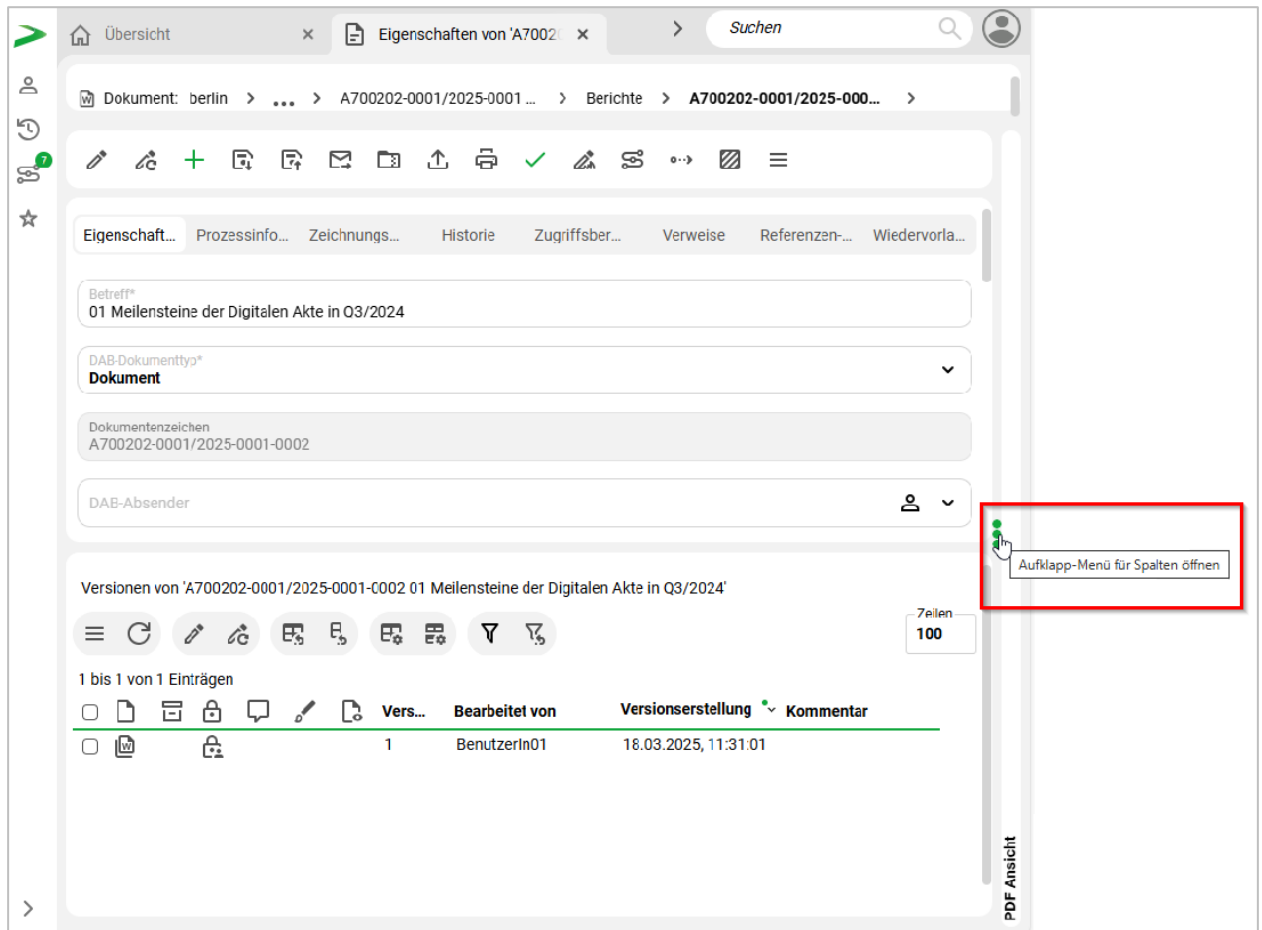 Übersicht
Eigenschaften von 'A7002
Suchen
Dokument: berlin > ... > A700202-0001/2025-0001 ... > Berichte > A700202-0001/2025-000... >
7
Eigenschaft... Prozessinfo... Zeichnungs... Historie Zugriffsber... Verweise Referenzen-... Wiedervorla...
Betreff*
01 Meilensteine der Digitalen Akte in Q3/2024
DAB-Dokumenttyp*
Dokument
Dokumentenzeichen
A700202-0001/2025-0001-0002
DAB-Absender
Aufklapp-Menü für Spalten öffnen
Versionen von 'A700202-0001/2025-0001-0002 01 Meilensteine der Digitalen Akte in Q3/2024'
Zeilen
100
1 bis 1 von 1 Einträgen
Vers... Bearbeitet von Versionserstellung Kommentar
1 BenutzerIn01 18.03.2025, 11:31:01
PDF Ansicht